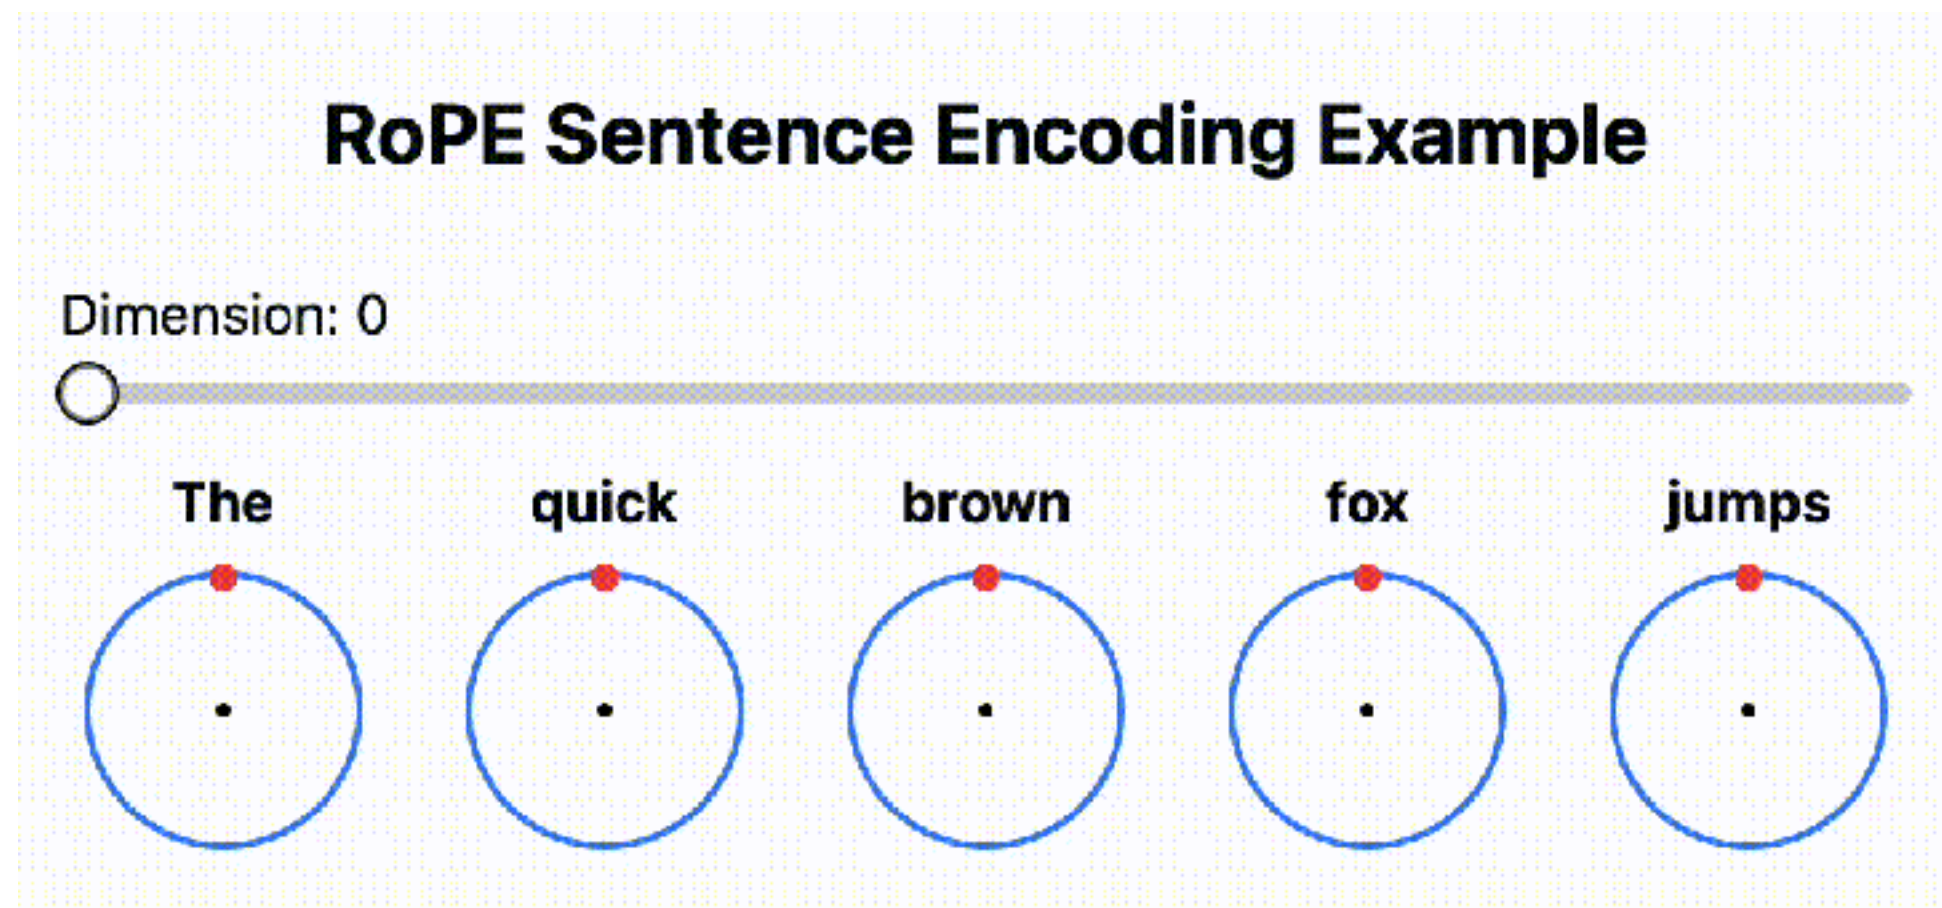 RoPE Sentence Encoding Example
Dimension: 0
The quick brown fox jumps